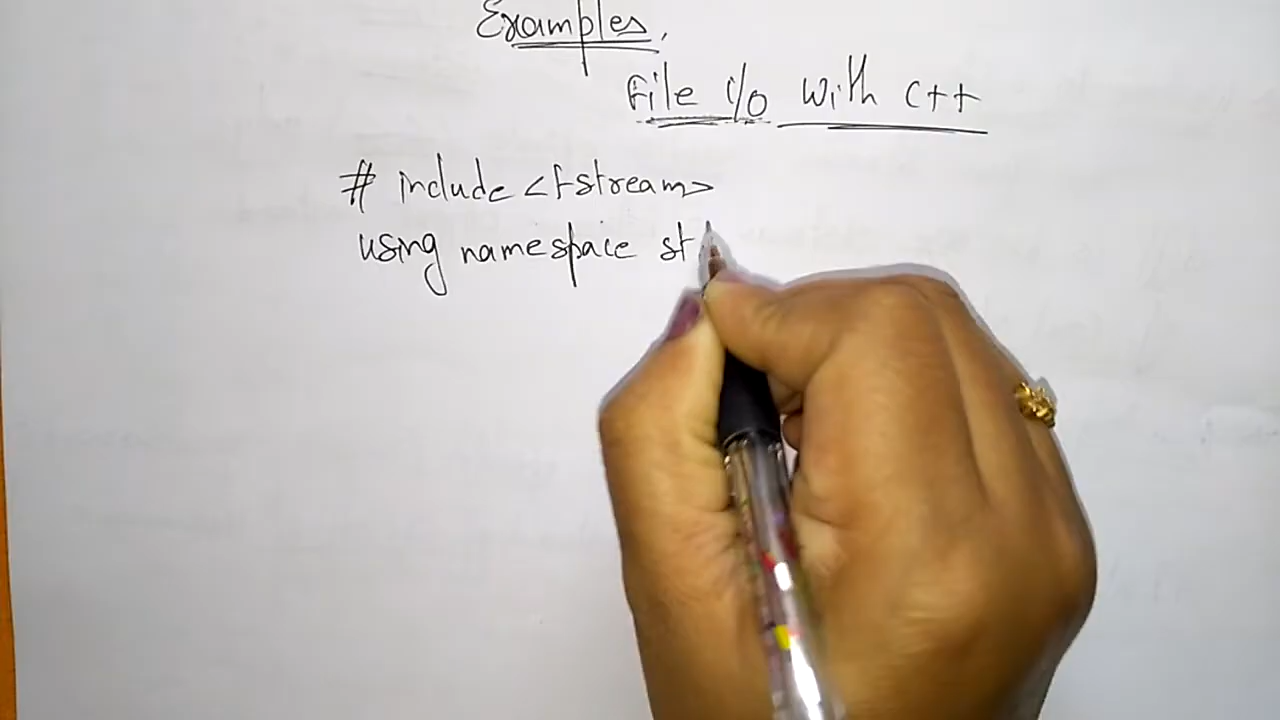 Examples,
File i/o with c++
# include <fstream>
using namespace st